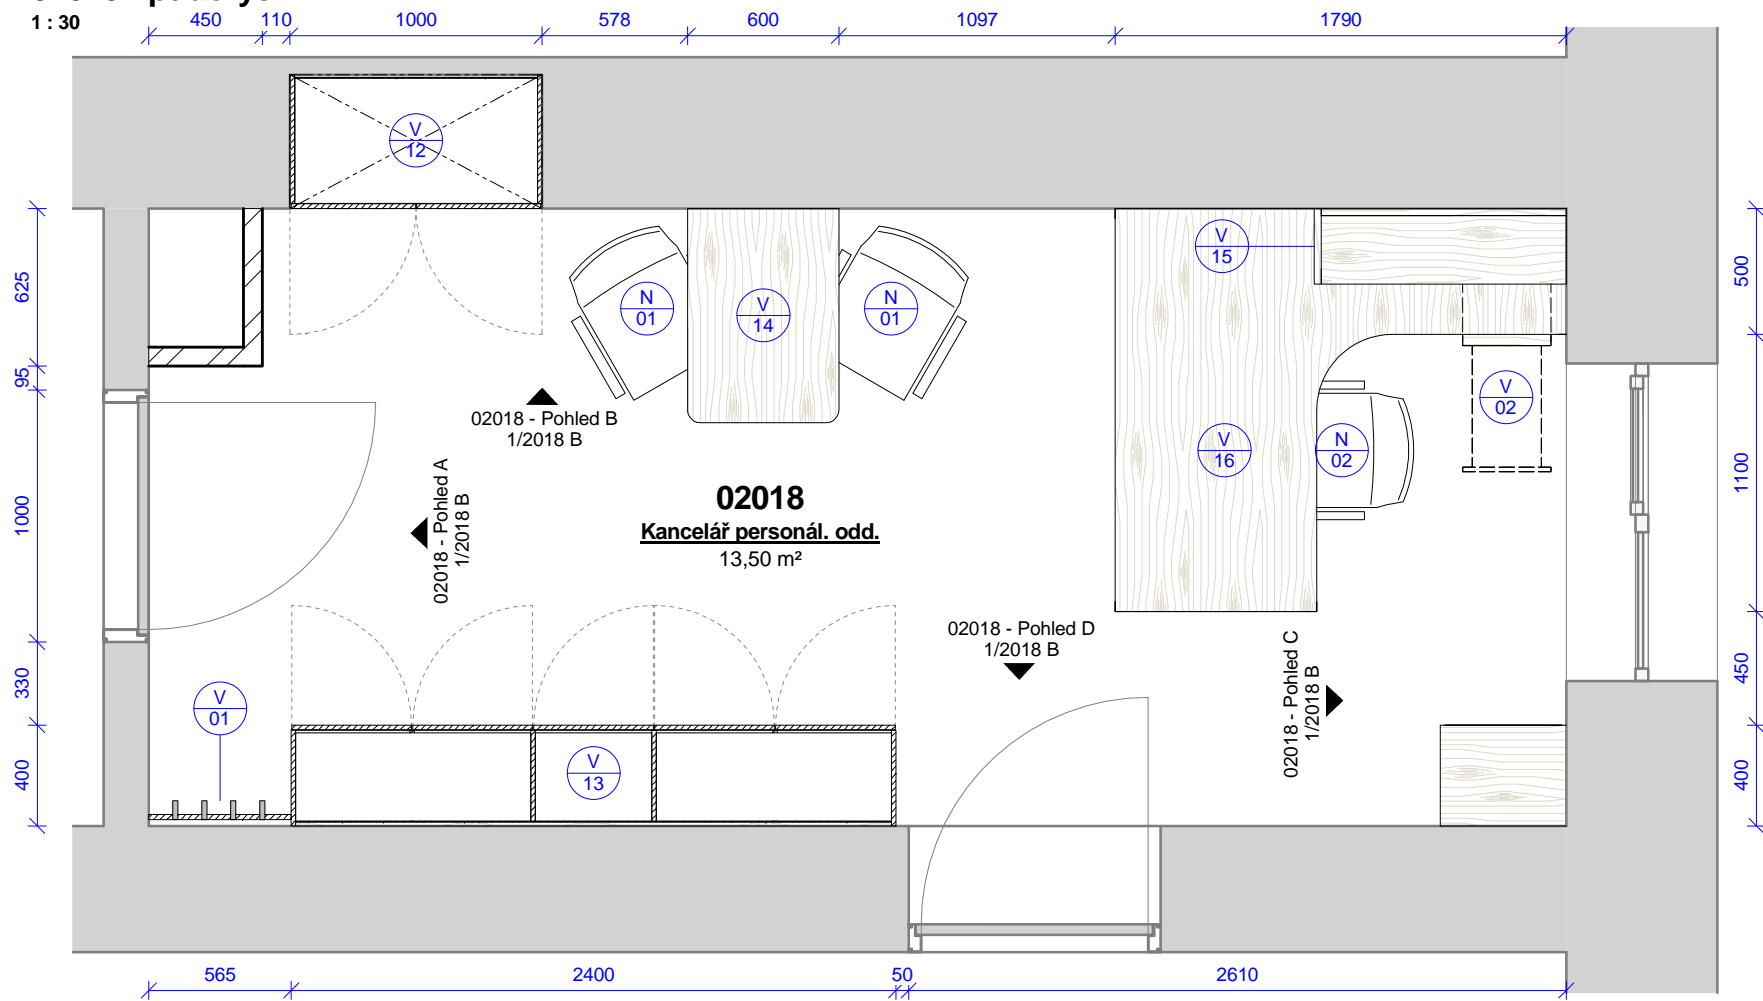 1 : 30
450 110 1000 578 600 1097 1790
V
12
625
95
1000
330
400
N
01
V
14
N
01
V
15
V
02
V
16
N
02
500
1100
450
400
02018 - Pohled B
1/2018 B
02018 - Pohled A
1/2018 B
02018
Kancelář personál. odd.
13,50 m²
02018 - Pohled D
1/2018 B
02018 - Pohled C
1/2018 B
V
01
V
13
565 2400 50 2610